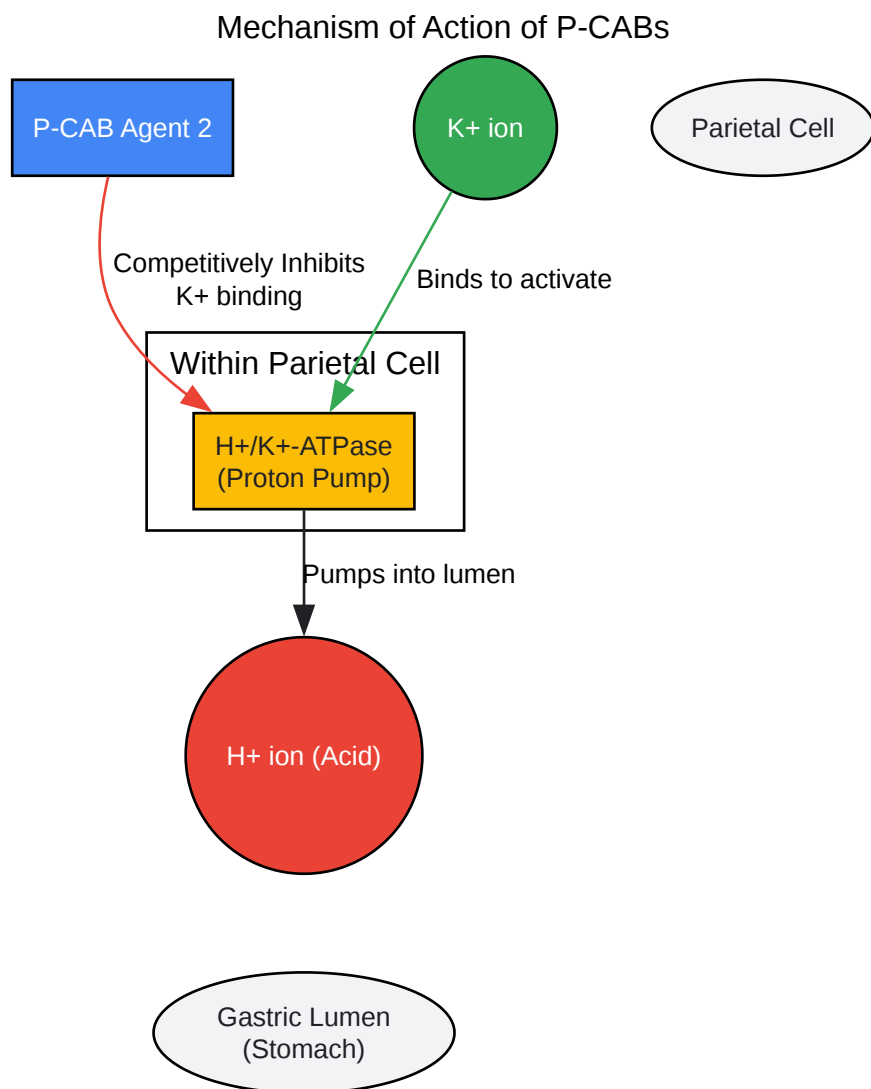 Mechanism of Action of P-CABs
P-CAB Agent 2
K+ ion
Parietal Cell
Competitively Inhibits
K+ binding
Binds to activate
Within Parietal Cell
H+/K+-ATPase
(Proton Pump)
Pumps into lumen
H+ ion (Acid)
Gastric Lumen
(Stomach)